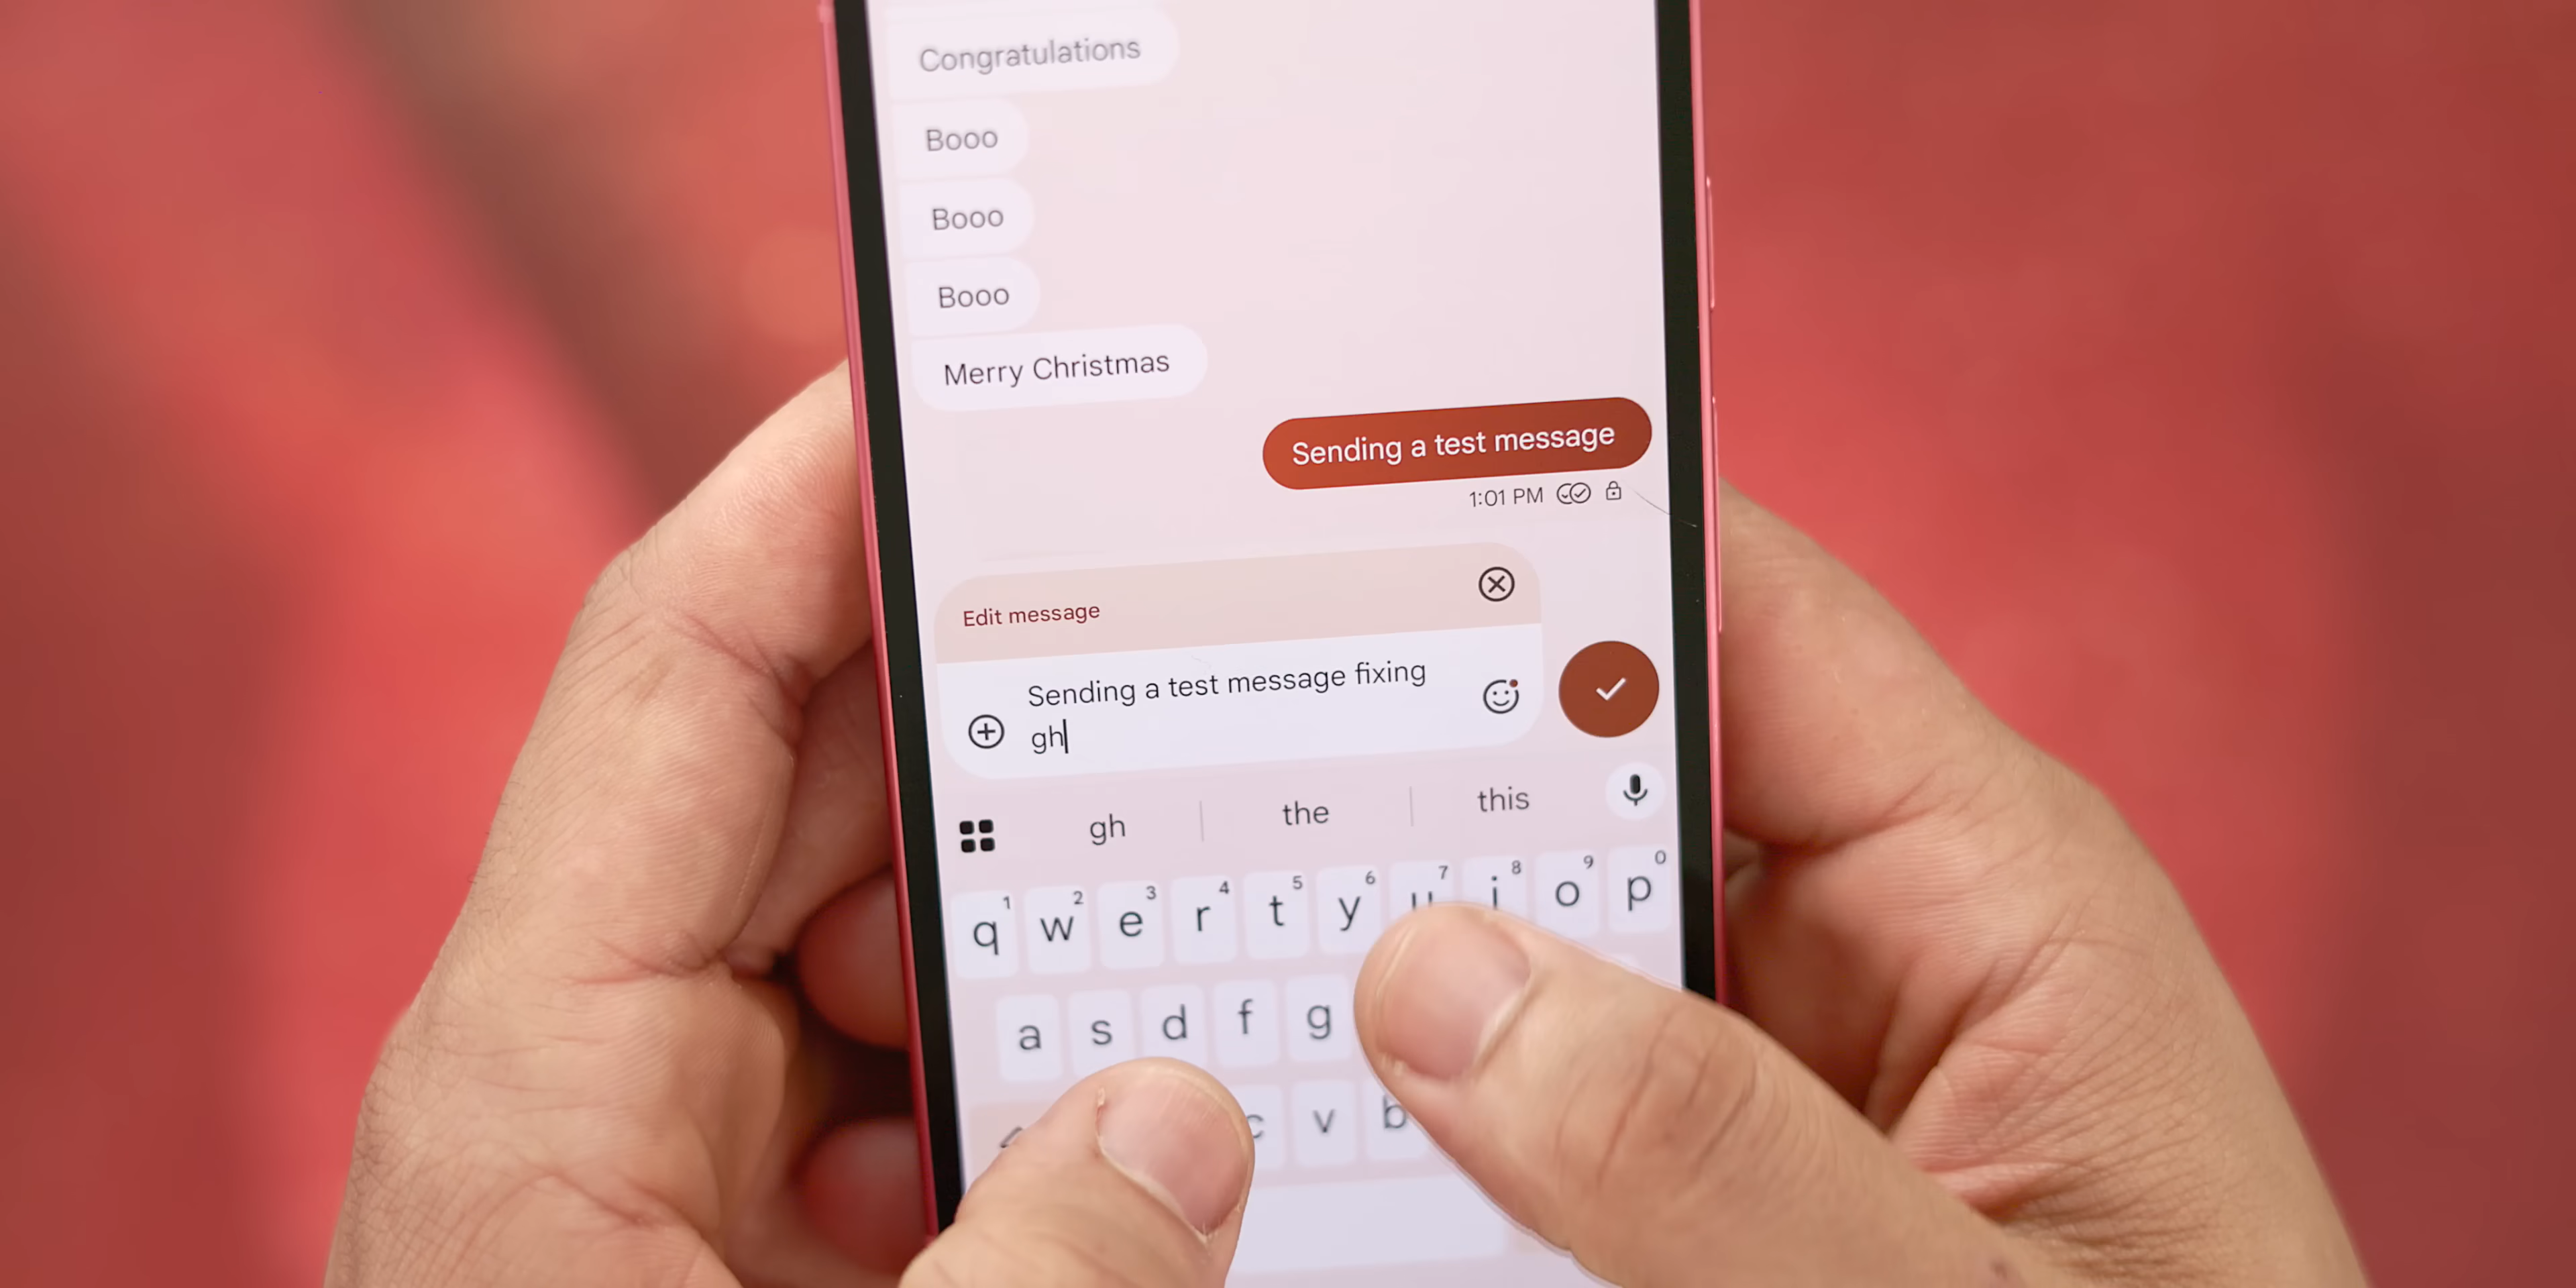 Congratulations
Booo
Booo
Booo
Merry Christmas
Sending a test message
1:01 PM
Edit message
Sending a test message fixing
gh
gh the this
1 2 3 4 5 6 7 8 9 0
q w e r t y u i o p
a s d f g
c v b